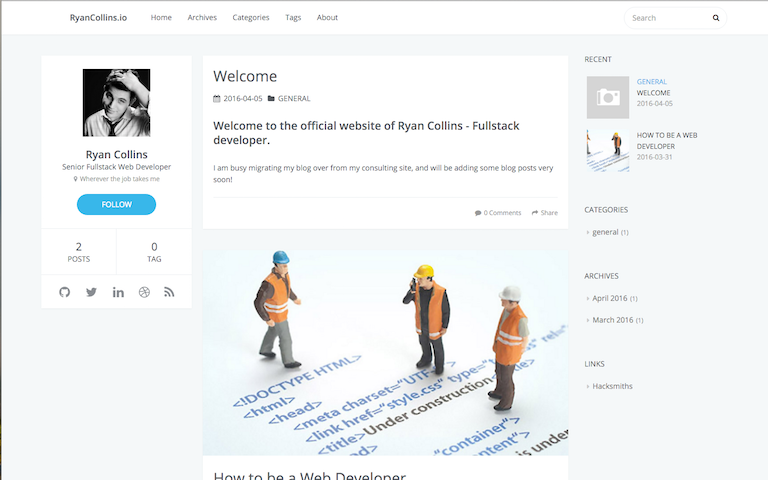 RyanCollins.io Home Archives Categories Tags About Search
Ryan Collins
Senior Fullstack Web Developer
Wherever the job takes me
FOLLOW
2 0
POSTS TAG
Welcome
2016-04-05 GENERAL
Welcome to the official website of Ryan Collins - Fullstack
developer.
I am busy migrating my blog over from my consulting site, and will be adding some blog posts very
soon!
0 Comments Share
<!DOCTYPE HTML>
<html>
<head>
<meta charset="UTF-
<link href="style.css" type="
rel=
<title>Under construction
"container">
ontent">
is under
How to be a Web Developer
RECENT
GENERAL
WELCOME
2016-04-05
HOW TO BE A WEB
DEVELOPER
2016-03-31
CATEGORIES
general (1)
ARCHIVES
April 2016 (1)
March 2016 (1)
LINKS
Hacksmiths